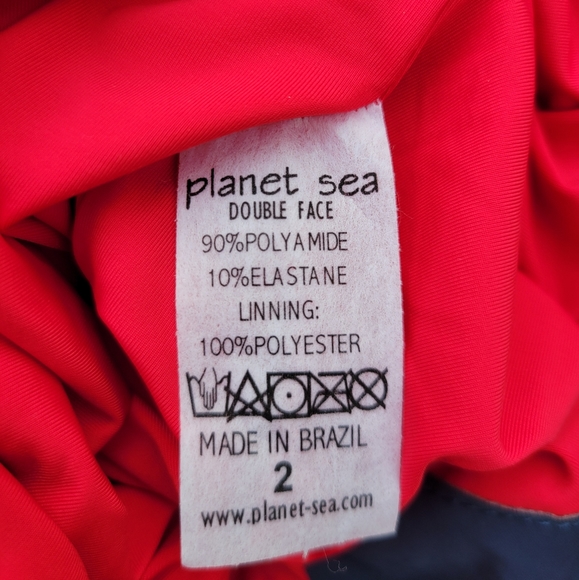 planet sea
DOUBLE FACE
90%POLYAMIDE
10%ELASTANE
LINNING:
100%POLYESTER
MADE IN BRAZIL
2
www.planet-sea.com